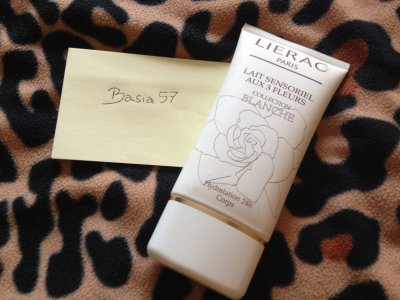 Basia 57
LIERAC
PARIS
LAIT SENSORIEL
AUX 3 FLEURS
COLLECTION
BLANCHE
Hydratation 24h
Corps